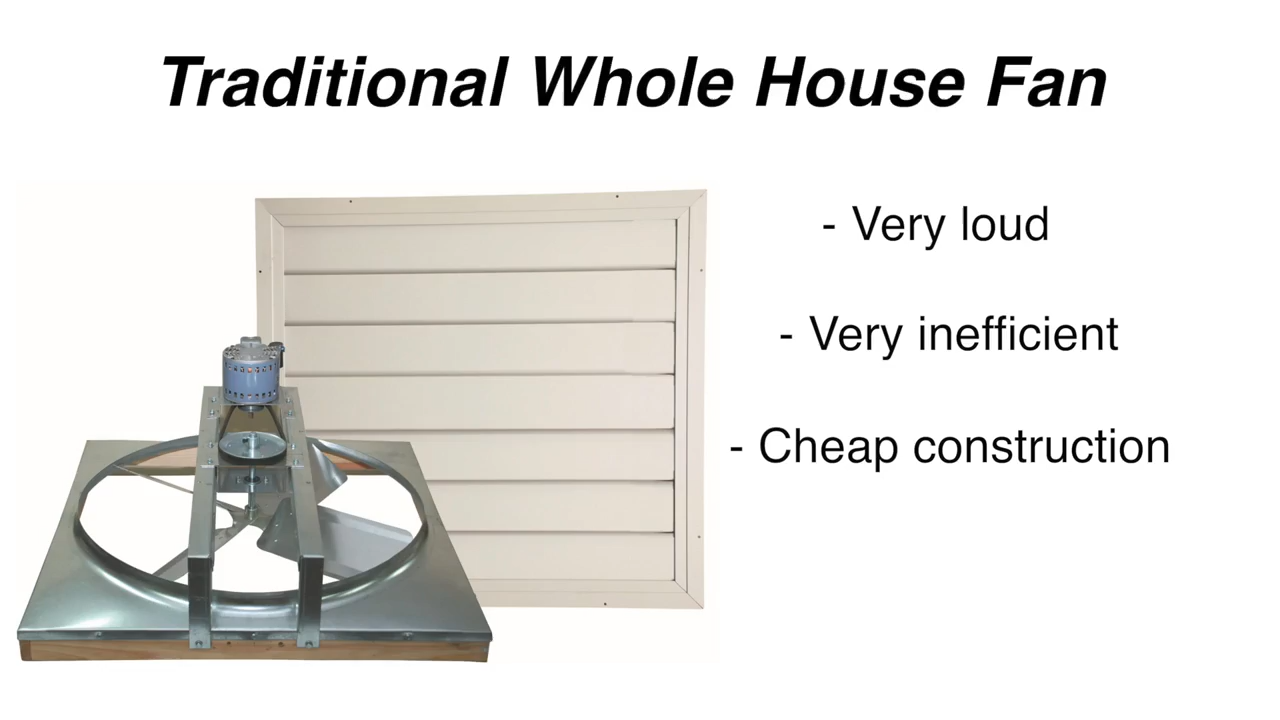 Traditional Whole House Fan
- Very loud
- Very inefficient
- Cheap construction